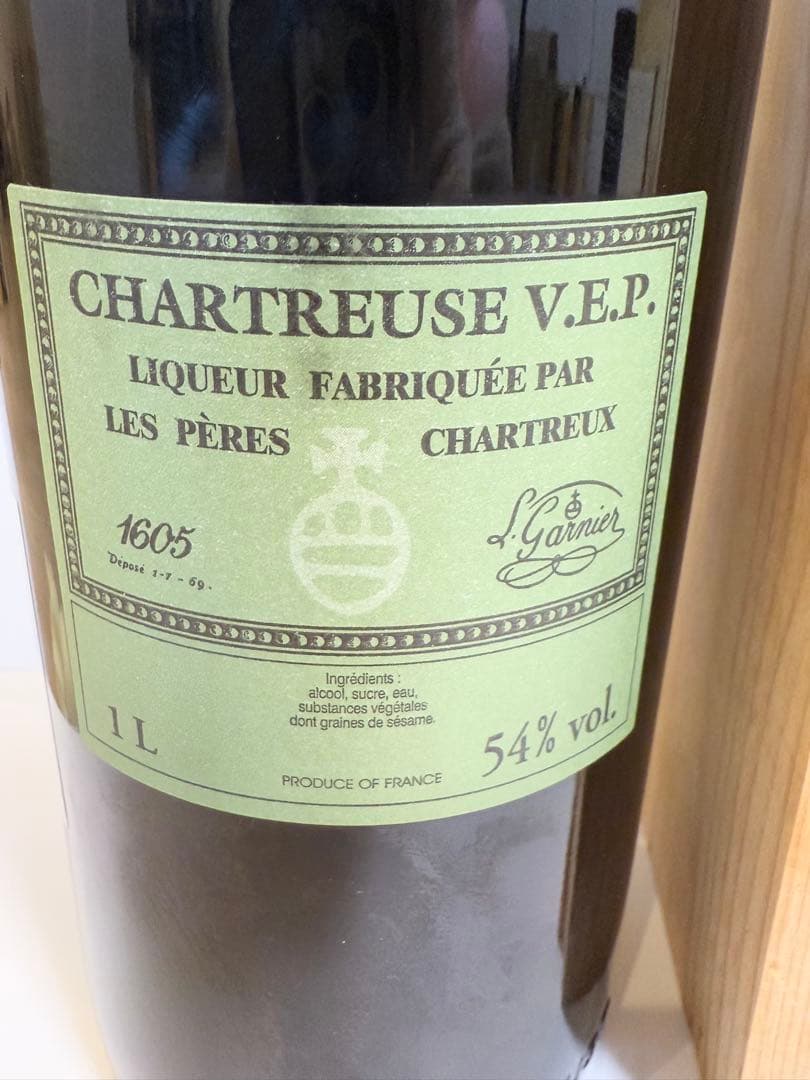 CHARTREUSE V.E.P.
LIQUEUR FABRIQUÉE PAR
LES PÈRES CHARTREUX
1605
Déposé 1-7-69.
L. Garnier
Ingrédients :
alcool, sucre, eau,
substances végétales
dont graines de sésame.
1 L
54% vol.
PRODUCE OF FRANCE